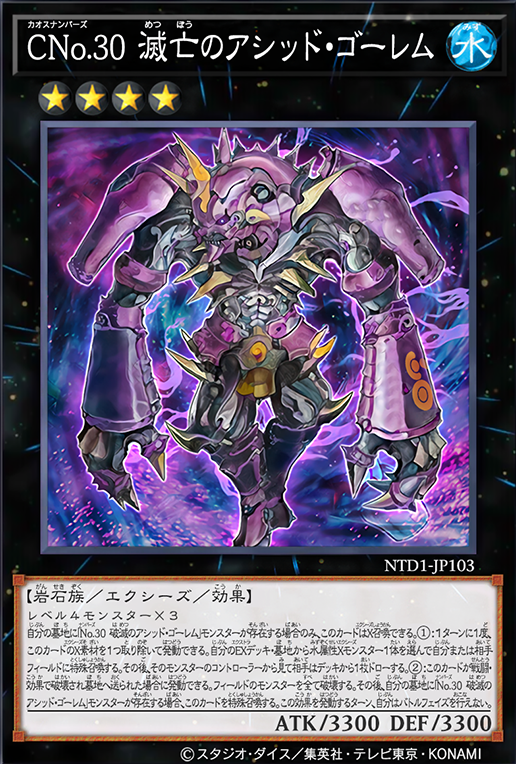 CNo.30 滅亡のアシッド・ゴーレム
水
NTD1-JP103
【岩石族／エクシーズ／効果】
レベル4モンスター×3
自分の墓地に「No.30 破滅のアシッド・ゴーレム」モンスターが存在する場合のみ、このカードはX召喚できる。①：1ターンに1度、
このカードのX素材を1つ取り除いて発動できる。自分のEXデッキ・墓地から水属性Xモンスター1体を選んで自分または相手
フィールドに特殊召喚する。その後、そのモンスターのコントローラーから見て相手はデッキから1枚ドローする。②：このカードが戦闘・
効果で破壊され墓地へ送られた場合に発動できる。フィールドのモンスターを全て破壊する。その後、自分の墓地に「No.30 破滅の
アシッド・ゴーレム」モンスターが存在する場合、このカードを特殊召喚する。この効果を発動するターン、自分はバトルフェイズを行えない。
ATK/3300 DEF/3300
©スタジオ・ダイス／集英社・テレビ東京・KONAMI